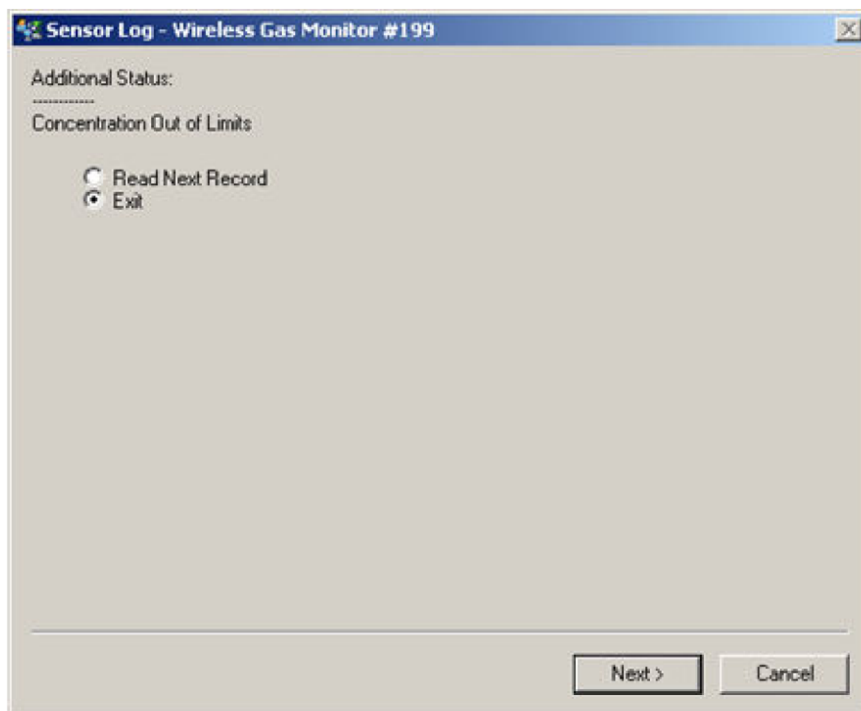 Sensor Log - Wireless Gas Monitor #199
Additional Status:
------------
Concentration Out of Limits
Read Next Record
Exit
Next >
Cancel